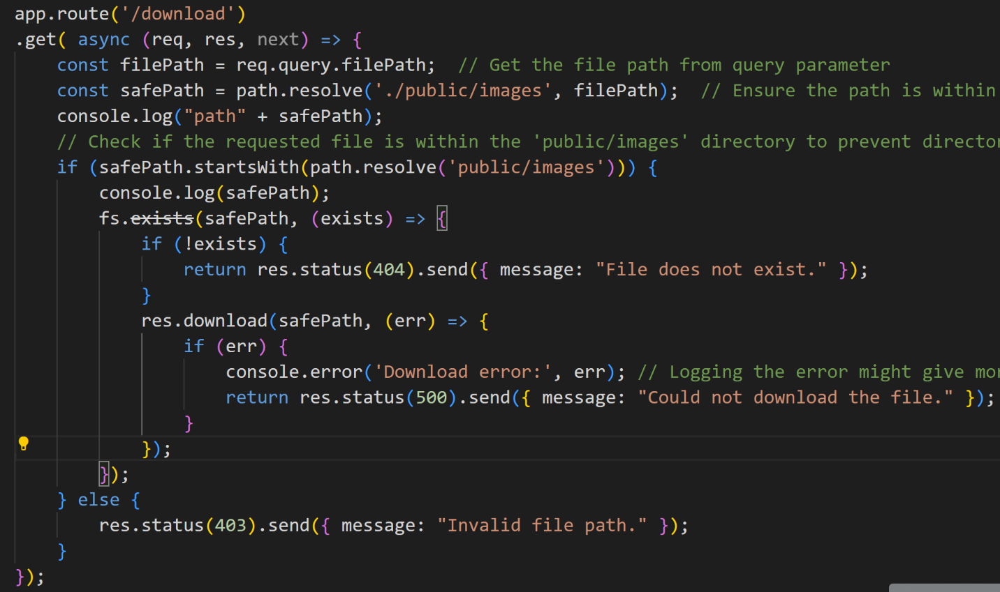 app.route('/download')
.get( async (req, res, next) => {
    const filePath = req.query.filePath;  // Get the file path from query parameter
    const safePath = path.resolve('./public/images', filePath);  // Ensure the path is within
    console.log("path" + safePath);
    // Check if the requested file is within the 'public/images' directory to prevent
    if (safePath.startsWith(path.resolve('public/images'))) {
        console.log(safePath);
        fs.exists(safePath, (exists) => {
            if (!exists) {
                return res.status(404).send({ message: "File does not exist." });
            }
            res.download(safePath, (err) => {
                if (err) {
                    console.error('Download error:', err); // Logging the error might give
                    return res.status(500).send({ message: "Could not download the file." });
                }
            });
        });
    } else {
        res.status(403).send({ message: "Invalid file path." });
    }
});